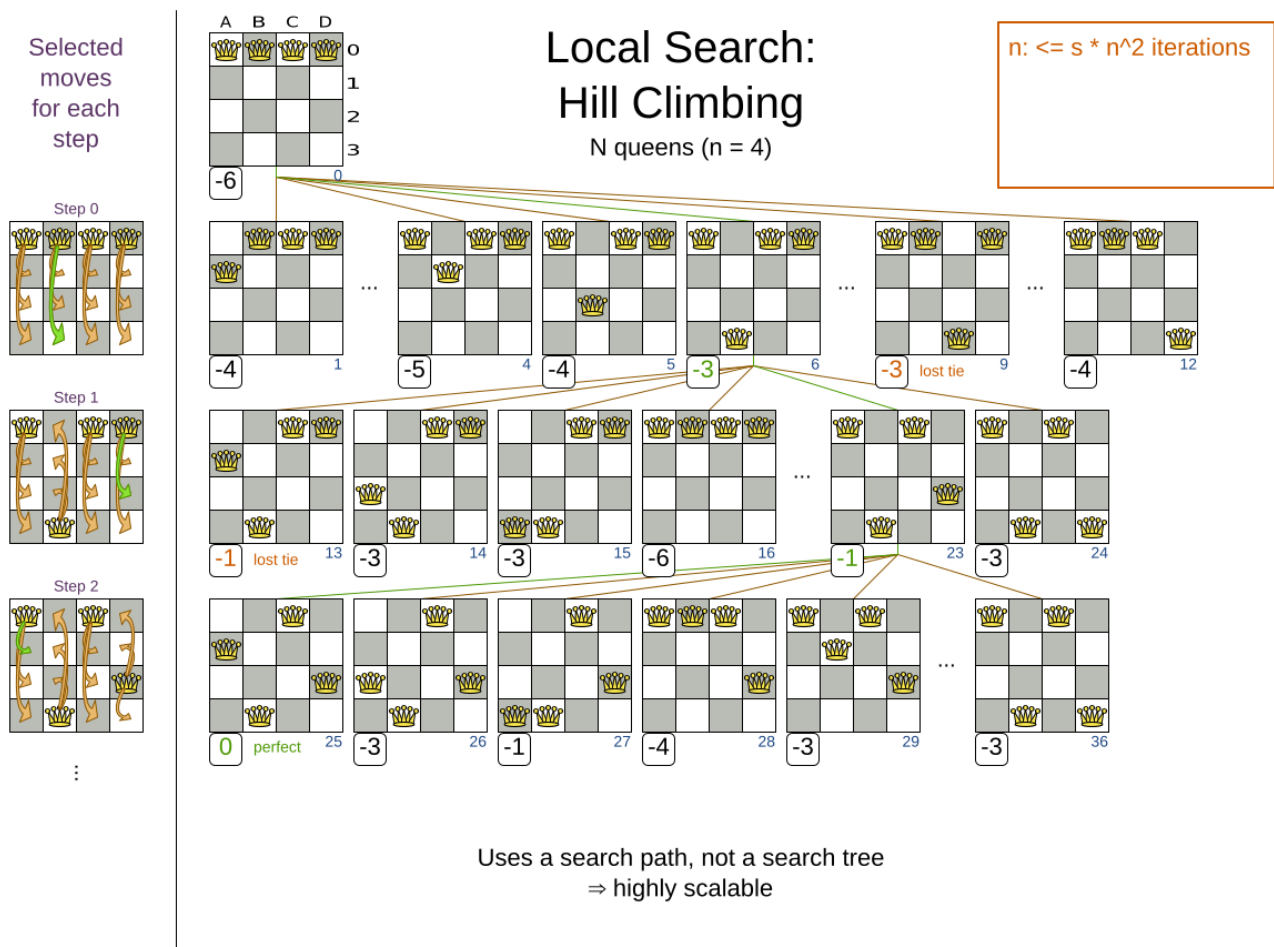 Selected
moves
for each
step
A B C D
0
1
2
3
-6
0
Local Search:
Hill Climbing
N queens (n = 4)
n: <= s * n^2 iterations
Step 0
...
...
...
-4
1
-5
4
-4
5
-3
6
-3
lost tie
9
-4
12
Step 1
...
-1
lost tie
13
-3
14
-3
15
-6
16
-1
23
-3
24
Step 2
...
0
perfect
25
-3
26
-1
27
-4
28
-3
29
-3
36
...
Uses a search path, not a search tree
⇒ highly scalable